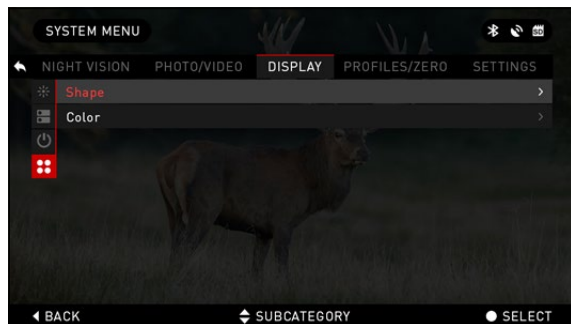 SYSTEM MENU
NIGHT VISION PHOTO/VIDEO DISPLAY PROFILES/ZERO SETTINGS
Shape
Color
BACK SUBCATEGORY SELECT